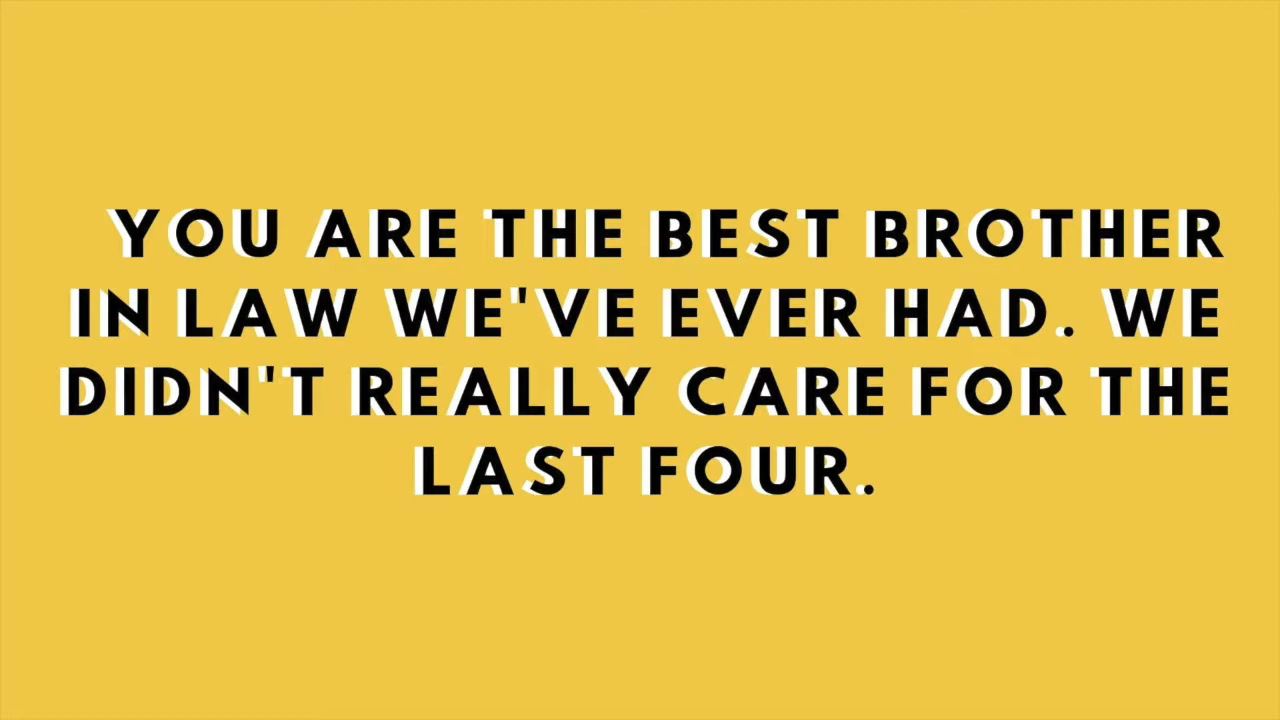 YOU ARE THE BEST BROTHER
IN LAW WE'VE EVER HAD. WE
DIDN'T REALLY CARE FOR THE
LAST FOUR.